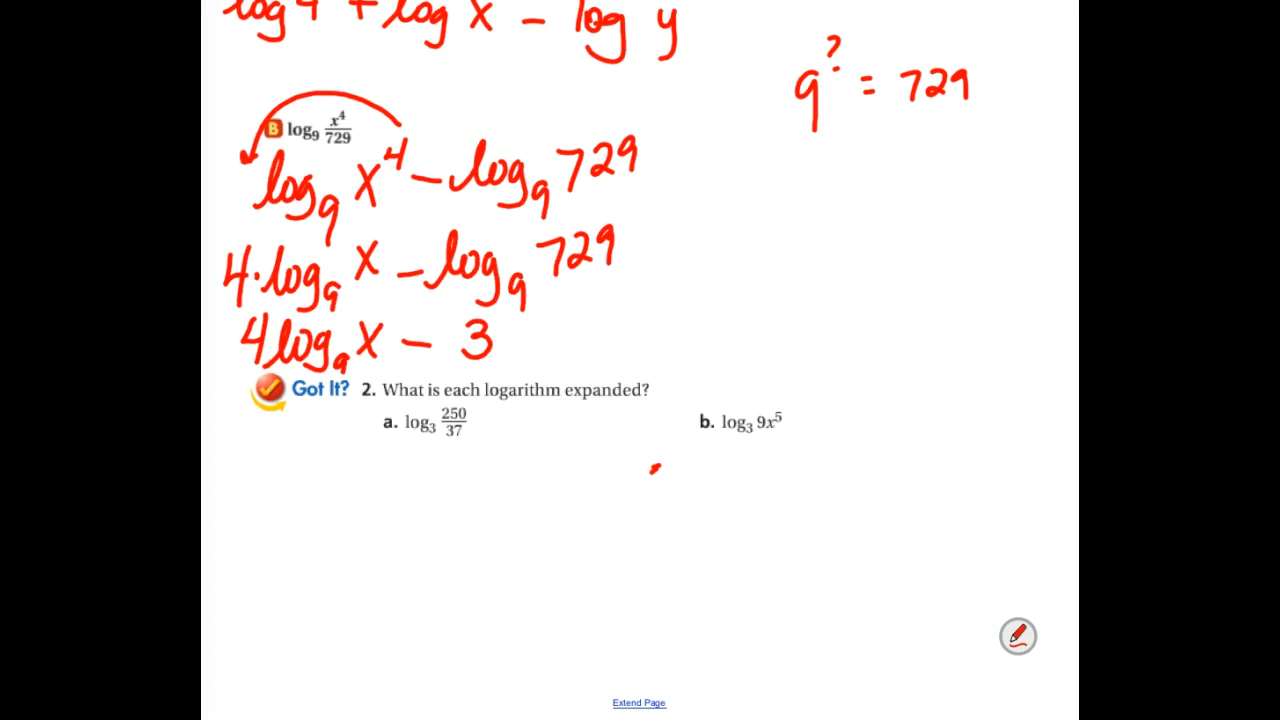 log 4 + log x - log y
9^? = 729
B log₉ x⁴/729
log₉ x⁴ - log₉ 729
4·log₉ x - log₉ 729
4log₉ x - 3
Got It? 2. What is each logarithm expanded?
a. log₃ 250/37 b. log₃ 9x⁵
Extend Page